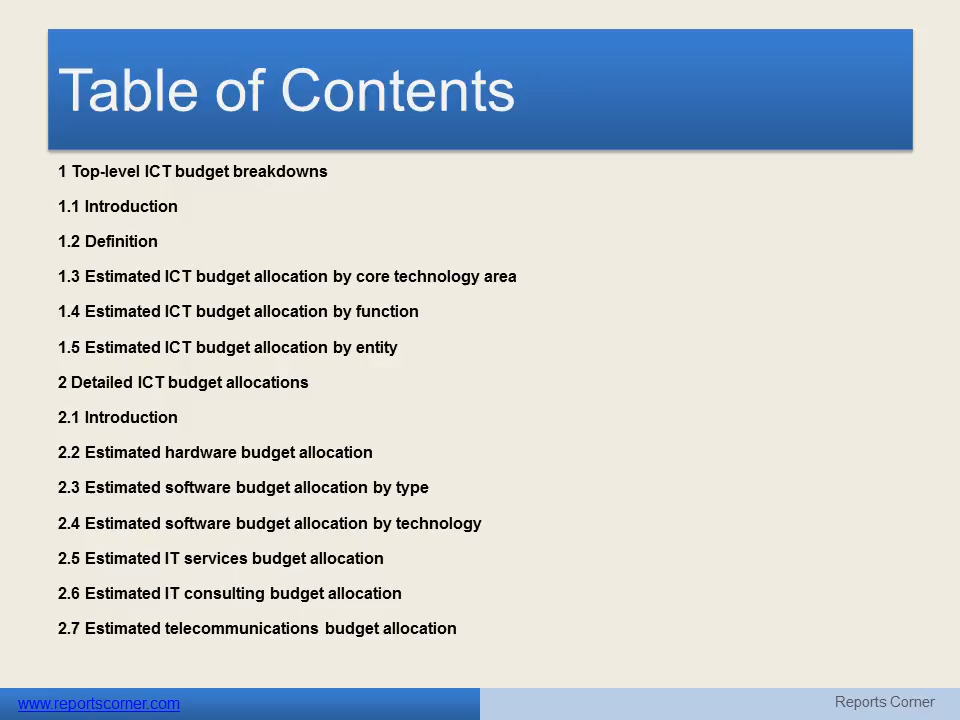 Table of Contents
1 Top-level ICT budget breakdowns
1.1 Introduction
1.2 Definition
1.3 Estimated ICT budget allocation by core technology area
1.4 Estimated ICT budget allocation by function
1.5 Estimated ICT budget allocation by entity
2 Detailed ICT budget allocations
2.1 Introduction
2.2 Estimated hardware budget allocation
2.3 Estimated software budget allocation by type
2.4 Estimated software budget allocation by technology
2.5 Estimated IT services budget allocation
2.6 Estimated IT consulting budget allocation
2.7 Estimated telecommunications budget allocation
www.reportscorner.com
Reports Corner